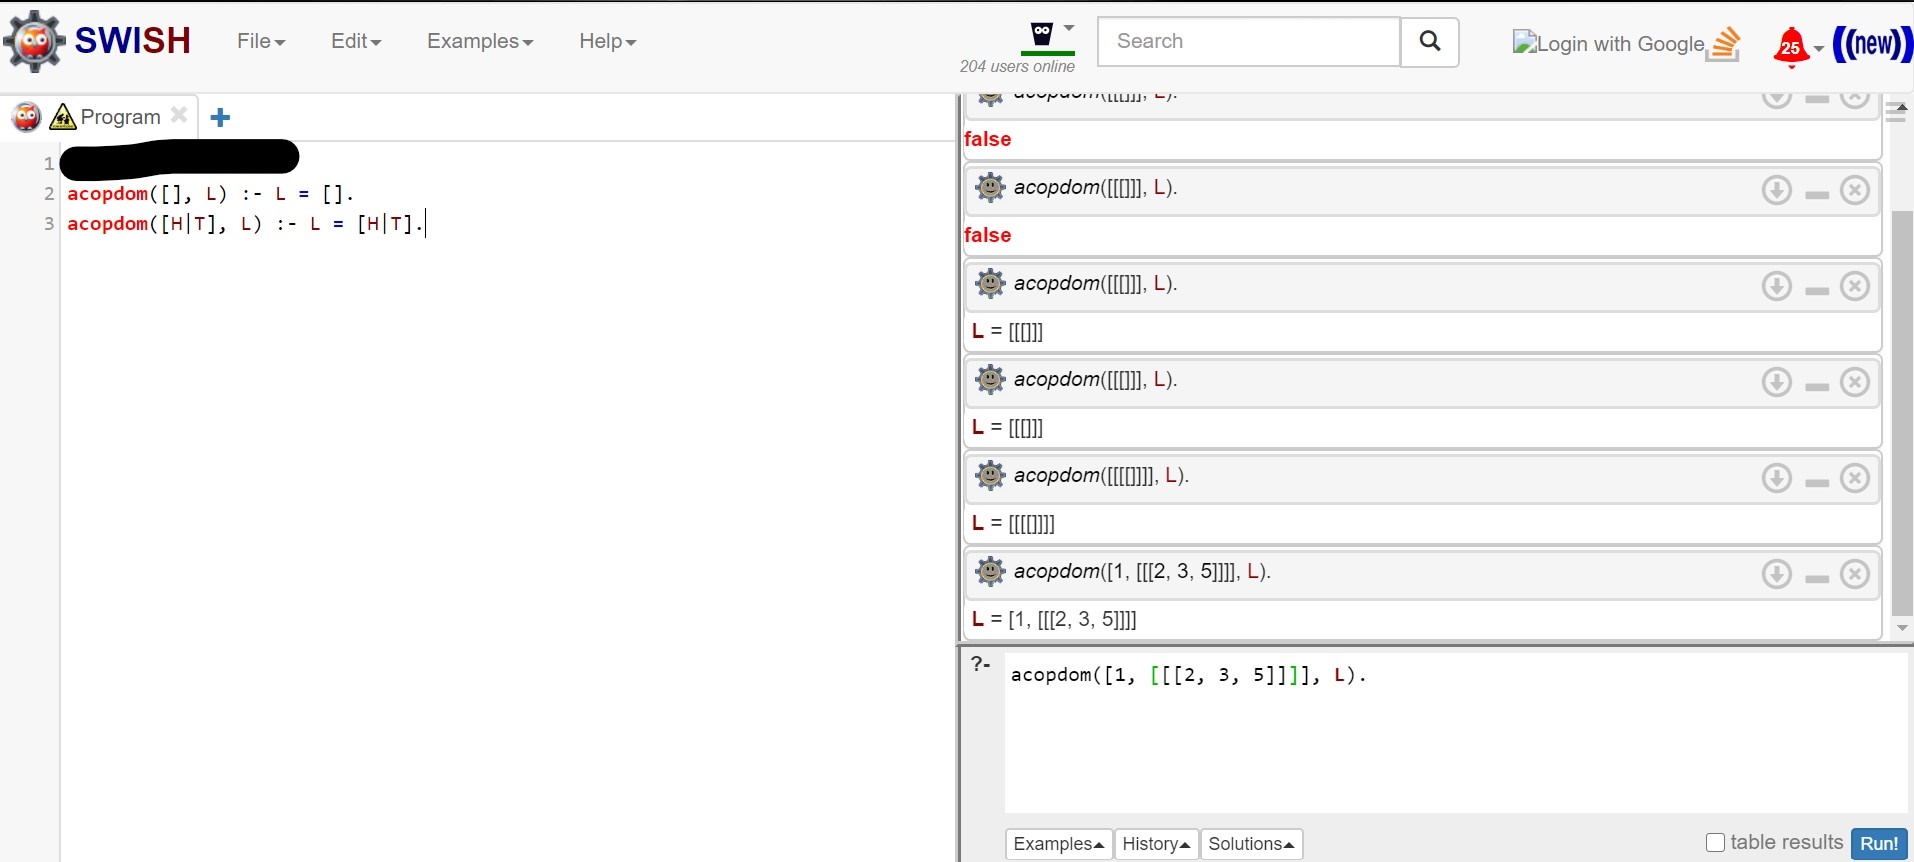 SWISH File Edit Examples Help Search Login with Google 25 ((new))
204 users online
Program
1
2 acopdom([], L) :- L = [].
3 acopdom([H|T], L) :- L = [H|T].
false
acopdom([[[]]], L).
false
acopdom([[[]]], L).
L = [[[]]]
acopdom([[[]]], L).
L = [[[]]]
acopdom([[[[]]]], L).
L = [[[[]]]]
acopdom([1, [[[2, 3, 5]]]], L).
L = [1, [[[2, 3, 5]]]]
?- acopdom([1, [[[2, 3, 5]]]], L).
Examples History Solutions table results Run!